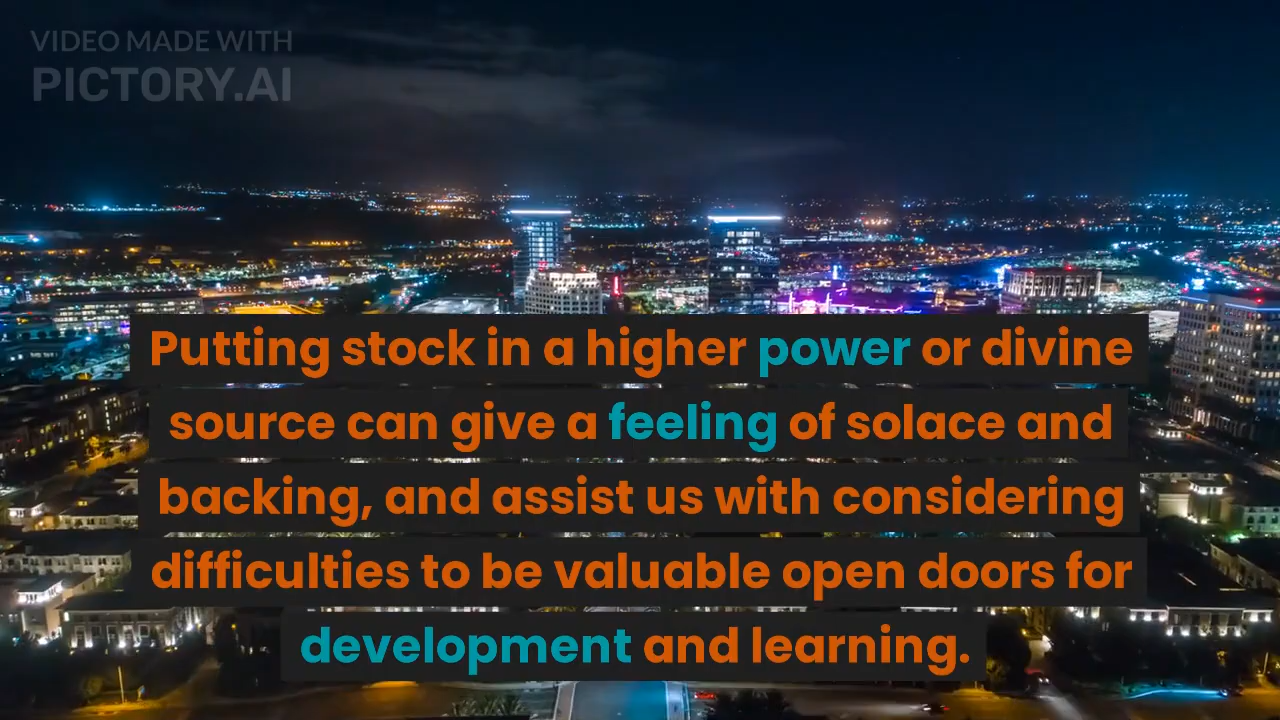 VIDEO MADE WITH
PICTORY.AI
Putting stock in a higher power or divine
source can give a feeling of solace and
backing, and assist us with considering
difficulties to be valuable open doors for
development and learning.